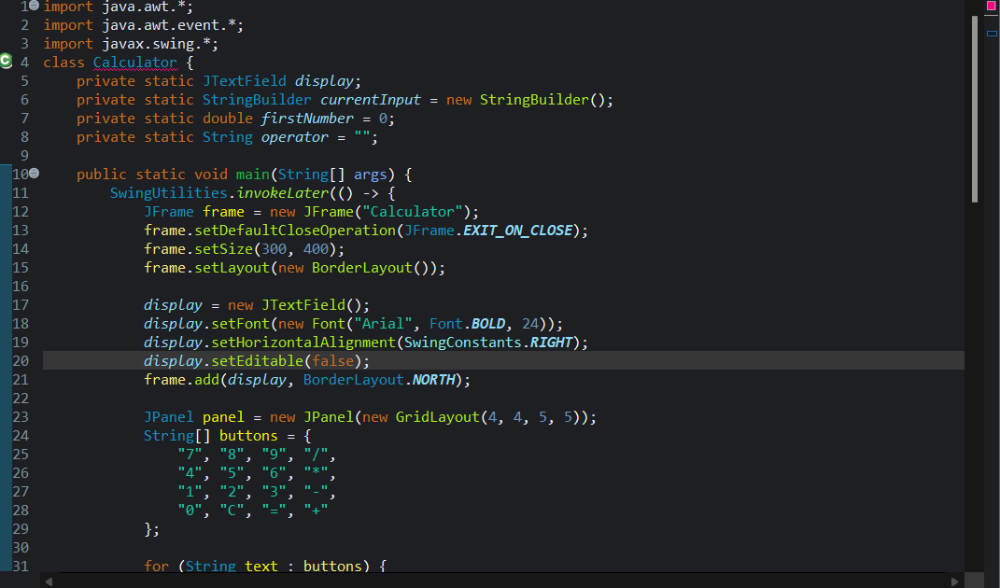 1 import java.awt.*;
2 import java.awt.event.*;
3 import javax.swing.*;
4 class Calculator {
5     private static JTextField display;
6     private static StringBuilder currentInput = new StringBuilder();
7     private static double firstNumber = 0;
8     private static String operator = "";
9
10     public static void main(String[] args) {
11         SwingUtilities.invokeLater(() -> {
12             JFrame frame = new JFrame("Calculator");
13             frame.setDefaultCloseOperation(JFrame.EXIT_ON_CLOSE);
14             frame.setSize(300, 400);
15             frame.setLayout(new BorderLayout());
16
17             display = new JTextField();
18             display.setFont(new Font("Arial", Font.BOLD, 24));
19             display.setHorizontalAlignment(SwingConstants.RIGHT);
20             display.setEditable(false);
21             frame.add(display, BorderLayout.NORTH);
22
23             JPanel panel = new JPanel(new GridLayout(4, 4, 5, 5));
24             String[] buttons = {
25                 "7", "8", "9", "/",
26                 "4", "5", "6", "*",
27                 "1", "2", "3", "-",
28                 "0", "C", "=", "+"
29             };
30
31             for (String text : buttons) {